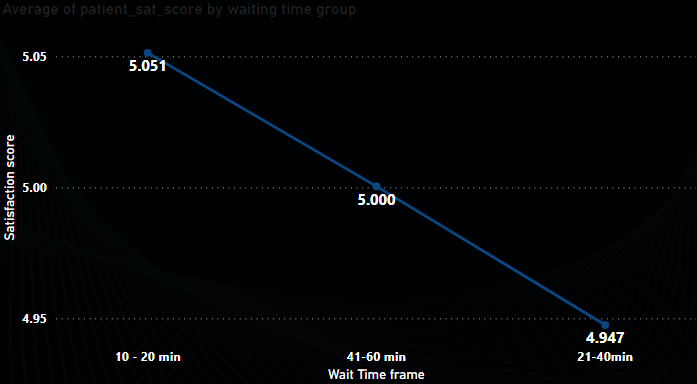 Average of patient_sat_score by waiting time group
5.05
5.051
Satisfaction score
5.00
5.000
4.95
4.947
10 - 20 min
41-60 min
21-40min
Wait Time frame